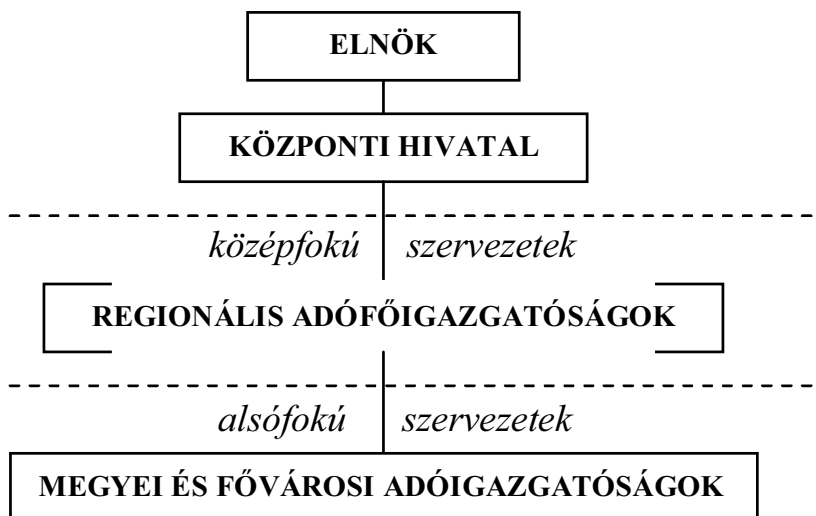 ELNÖK
KÖZPONTI HIVATAL
középfokú szervezetek
REGIONÁLIS ADÓFŐIGAZGATÓSÁGOK
alsófokú szervezetek
MEGYEI ÉS FŐVÁROSI ADÓIGAZGATÓSÁGOK